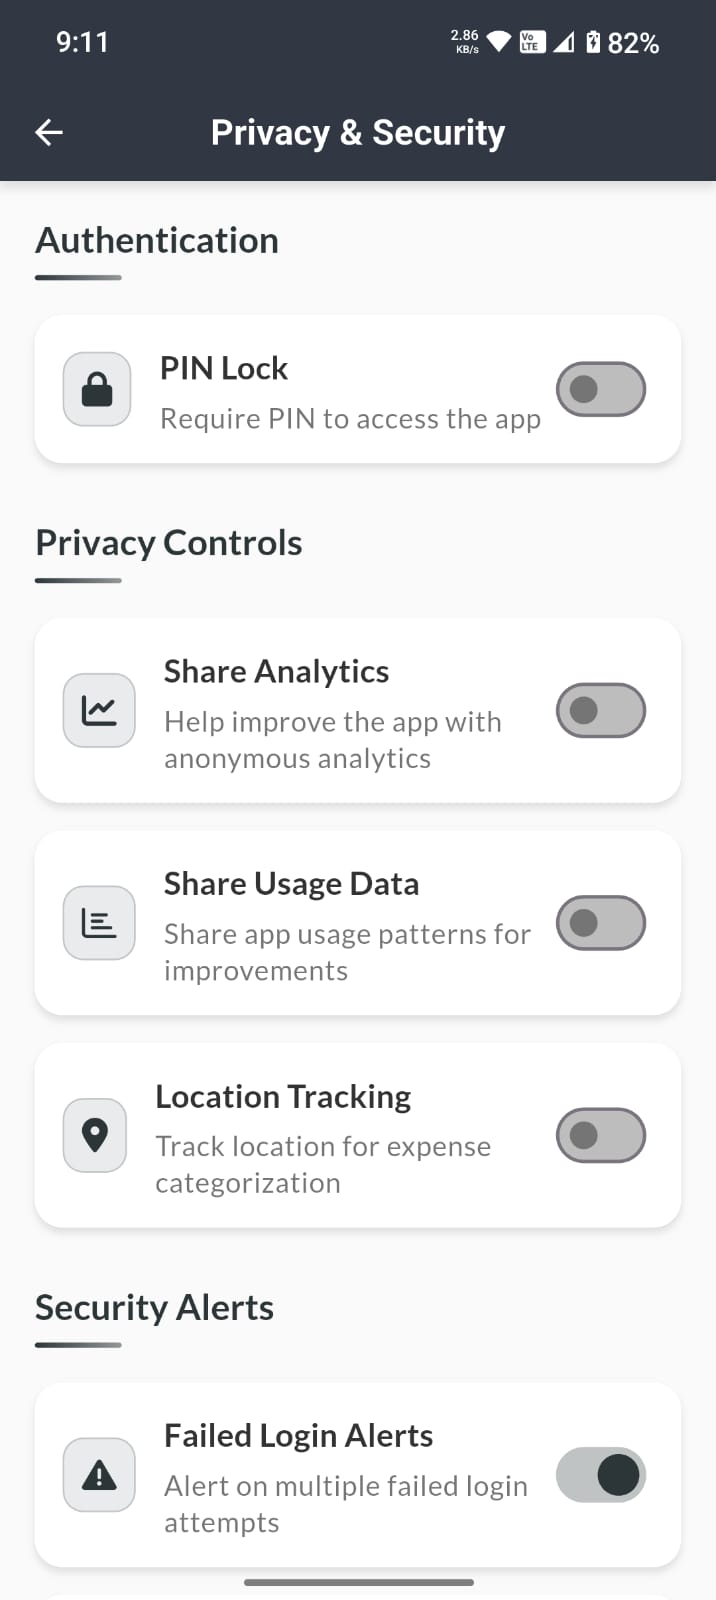 9:11
2.86
KB/s
Vo
LTE
82%
Privacy & Security
Authentication
PIN Lock
Require PIN to access the app
Privacy Controls
Share Analytics
Help improve the app with
anonymous analytics
Share Usage Data
Share app usage patterns for
improvements
Location Tracking
Track location for expense
categorization
Security Alerts
Failed Login Alerts
Alert on multiple failed login
attempts